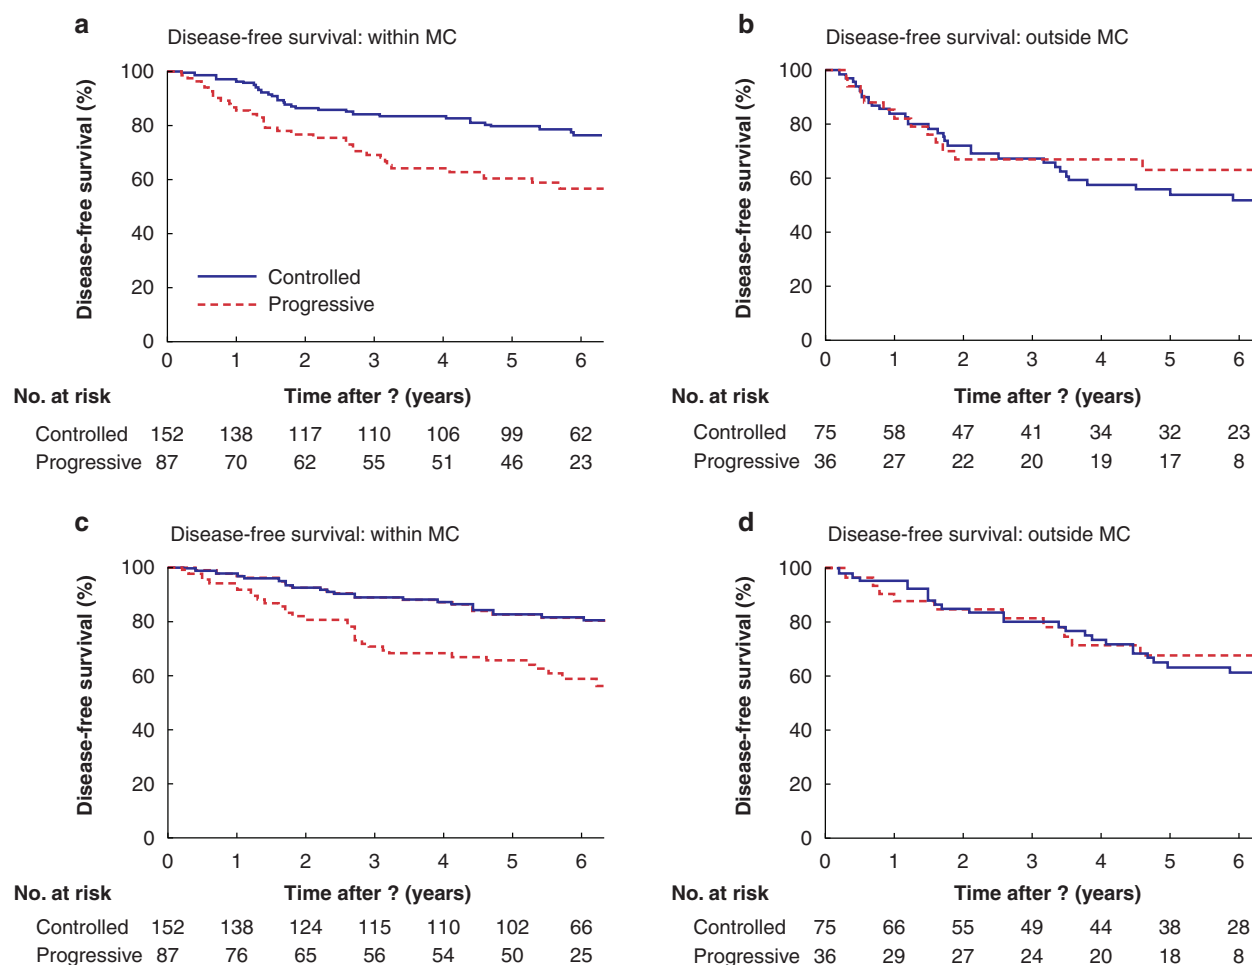 a
Disease-free survival: within MC
Disease-free survival (%)
100
80
60
40
20
0
Controlled
Progressive
0 1 2 3 4 5 6
No. at risk Time after ? (years)
Controlled 152 138 117 110 106 99 62
Progressive 87 70 62 55 51 46 23
b
Disease-free survival: outside MC
Disease-free survival (%)
100
80
60
40
20
0
0 1 2 3 4 5 6
No. at risk Time after ? (years)
Controlled 75 58 47 41 34 32 23
Progressive 36 27 22 20 19 17 8
c
Disease-free survival: within MC
Disease-free survival (%)
100
80
60
40
20
0
0 1 2 3 4 5 6
No. at risk Time after ? (years)
Controlled 152 138 124 115 110 102 66
Progressive 87 76 65 56 54 50 25
d
Disease-free survival: outside MC
Disease-free survival (%)
100
80
60
40
20
0
0 1 2 3 4 5 6
No. at risk Time after ? (years)
Controlled 75 66 55 49 44 38 28
Progressive 36 29 27 24 20 18 8